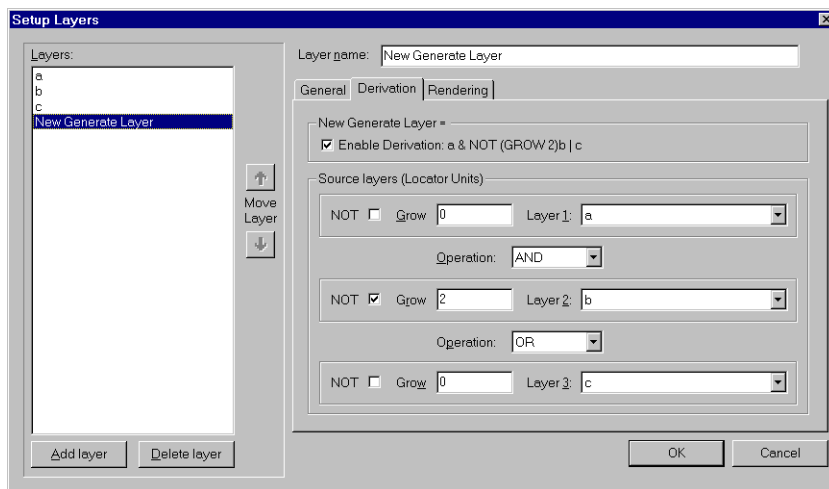 Setup Layers
Layers:
a
b
c
New Generate Layer
Move
Layer
Add layer
Delete layer
Layer name: New Generate Layer
General Derivation Rendering
New Generate Layer =
Enable Derivation: a & NOT (GROW 2)b | c
Source layers (Locator Units)
NOT Grow 0 Layer 1: a
Operation: AND
NOT Grow 2 Layer 2: b
Operation: OR
NOT Grow 0 Layer 3: c
OK Cancel